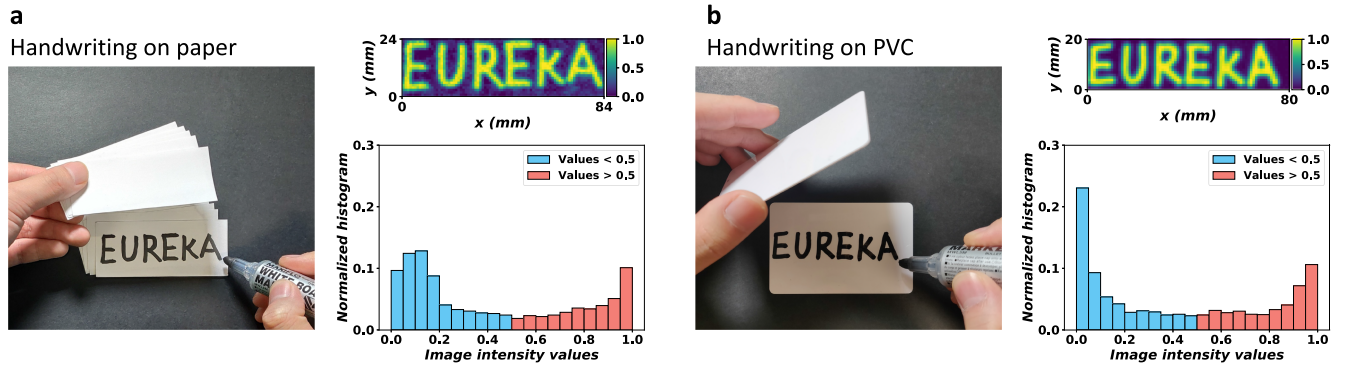 a
Handwriting on paper
EUREKA
WHITE BOA
24
y (mm)
0
EUREKA
1.0
0.5
0.0
0
84
x (mm)
0.3
0.2
0.1
0.0
Normalized histogram
Values < 0,5
Values > 0,5
0.0 0.2 0.4 0.6 0.8 1.0
Image intensity values
b
Handwriting on PVC
EUREKA
MARKE
20
y (mm)
0
EUREKA
1.0
0.5
0.0
0
80
x (mm)
0.3
0.2
0.1
0.0
Normalized histogram
Values < 0,5
Values > 0,5
0.0 0.2 0.4 0.6 0.8 1.0
Image intensity values